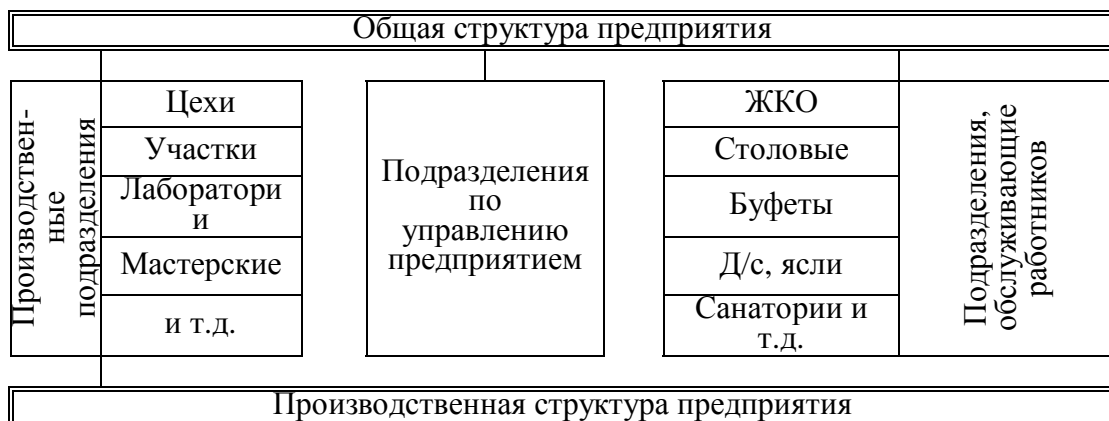 Общая структура предприятия
Производствен-
ные
подразделения
Цехи
Участки
Лаборатори
и
Мастерские
и т.д.
Подразделения
по
управлению
предприятием
ЖКО
Столовые
Буфеты
Д/с, ясли
Санатории и
т.д.
Подразделения,
обслуживающие
работников
Производственная структура предприятия